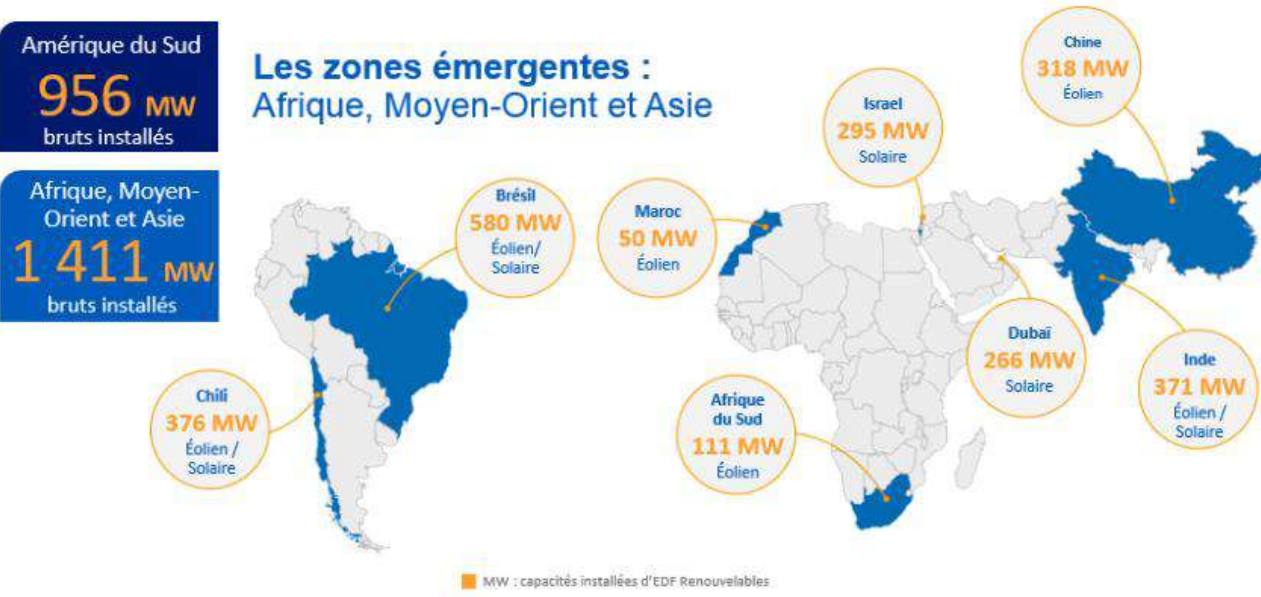 Amérique du Sud
956 MW
bruts installés
Afrique, Moyen-
Orient et Asie
1 411 MW
bruts installés
Les zones émergentes :
Afrique, Moyen-Orient et Asie
Brésil
580 MW
Éolien/
Solaire
Chili
376 MW
Éolien /
Solaire
Maroc
50 MW
Éolien
Israel
295 MW
Solaire
Chine
318 MW
Éolien
Dubaï
266 MW
Solaire
Inde
371 MW
Éolien /
Solaire
Afrique
du Sud
111 MW
Éolien
MW : capacités installées d'EDF Renouvelables